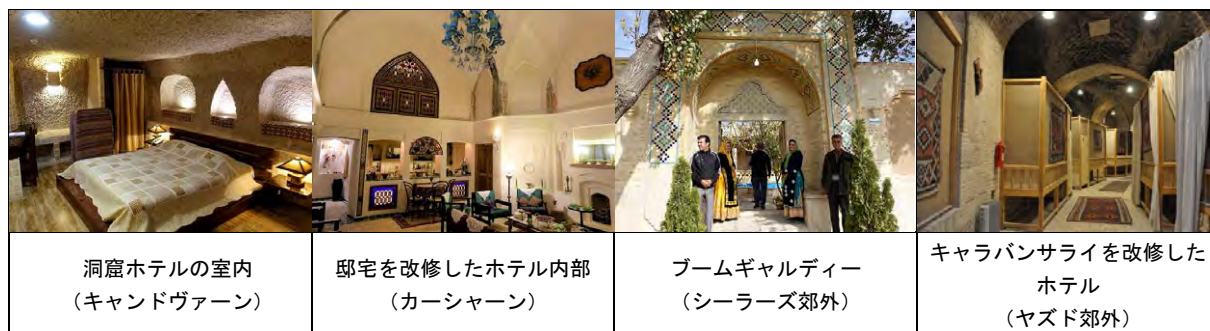 洞窟ホテルの室内
（キャンドヴァーン）
邸宅を改修したホテル内部
（カーシャーン）
ブームギャルディー
（シーラーズ郊外）
キャラバンサライを改修した
ホテル
（ヤズド郊外）